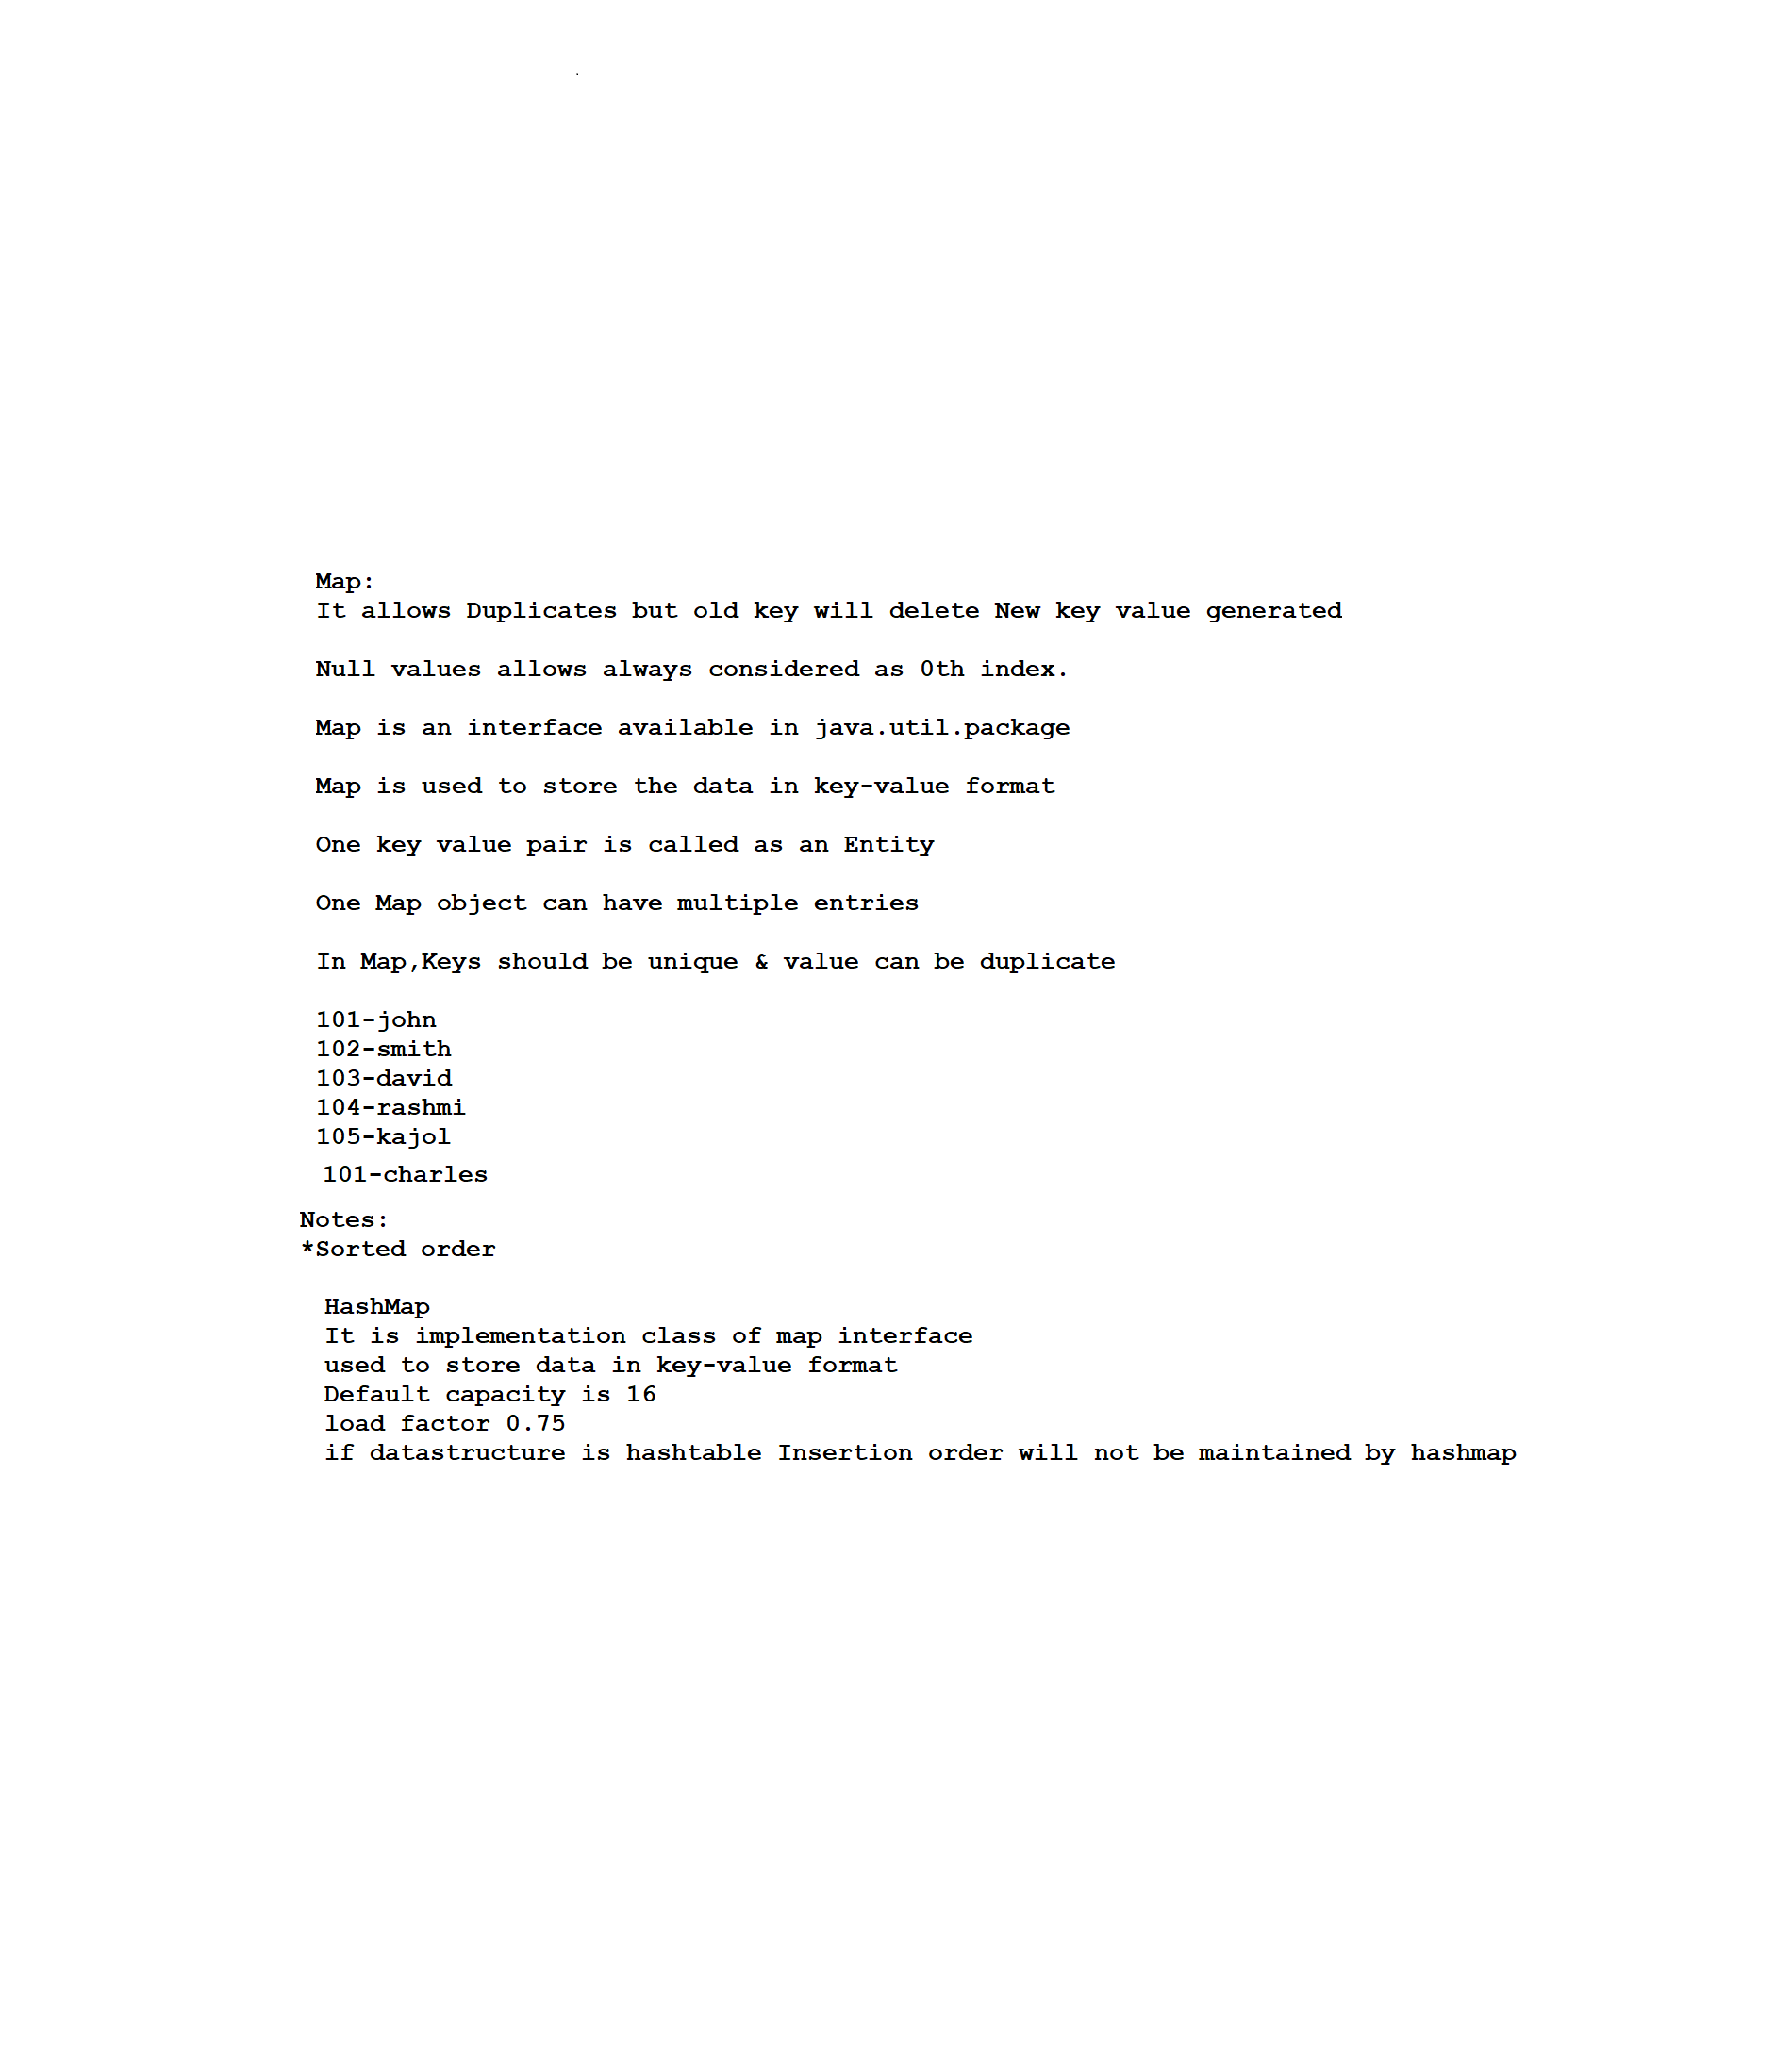 Map:
It allows Duplicates but old key will delete New key value generated
Null values allows always considered as 0th index.
Map is an interface available in java.util.package
Map is used to store the data in key-value format
One key value pair is called as an Entity
One Map object can have multiple entries
In Map,Keys should be unique & value can be duplicate
101-john
102-smith
103-david
104-rashmi
105-kajol
101-charles
Notes:
*Sorted order
HashMap
It is implementation class of map interface
used to store data in key-value format
Default capacity is 16
load factor 0.75
if datastructure is hashtable Insertion order will not be maintained by hashmap